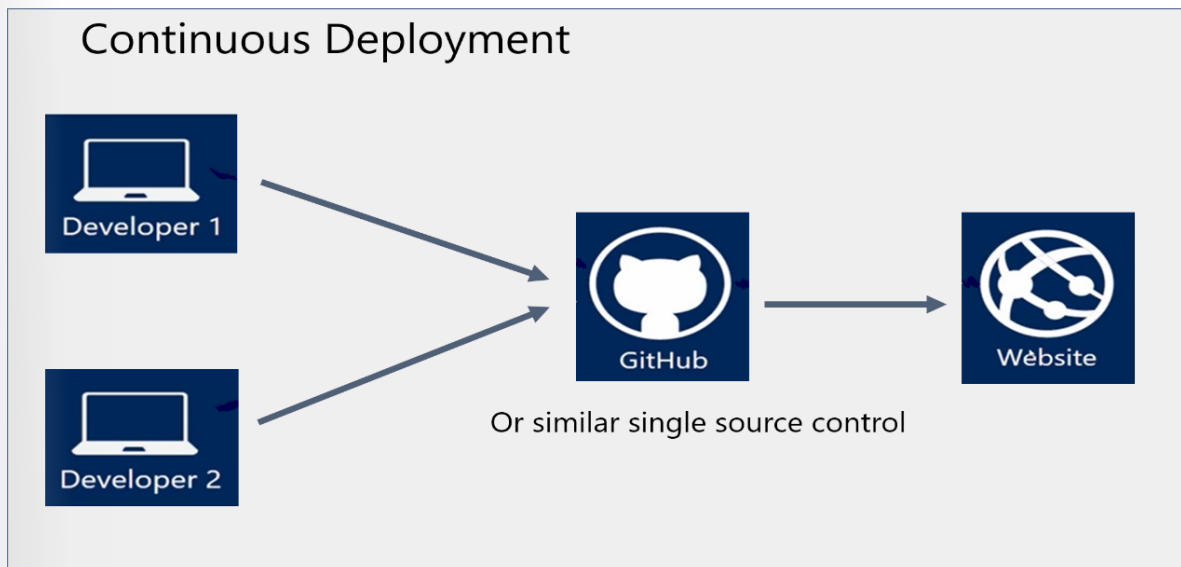 Continuous Deployment
Developer 1
GitHub
Website
Or similar single source control
Developer 2